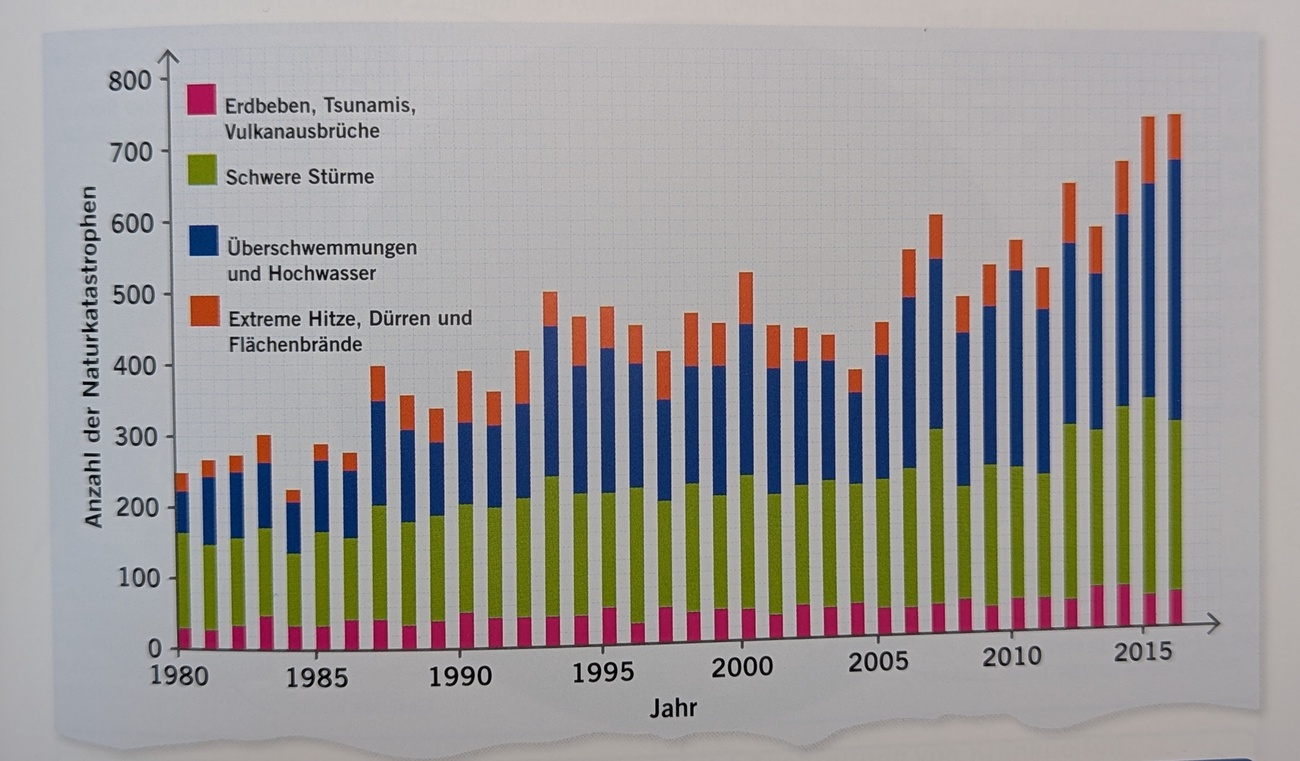 800
700
600
500
400
300
200
100
0
Anzahl der Naturkatastrophen
Erdbeben, Tsunamis,
Vulkanausbrüche
Schwere Stürme
Überschwemmungen
und Hochwasser
Extreme Hitze, Dürren und
Flächenbrände
1980 1985 1990 1995 2000 2005 2010 2015
Jahr